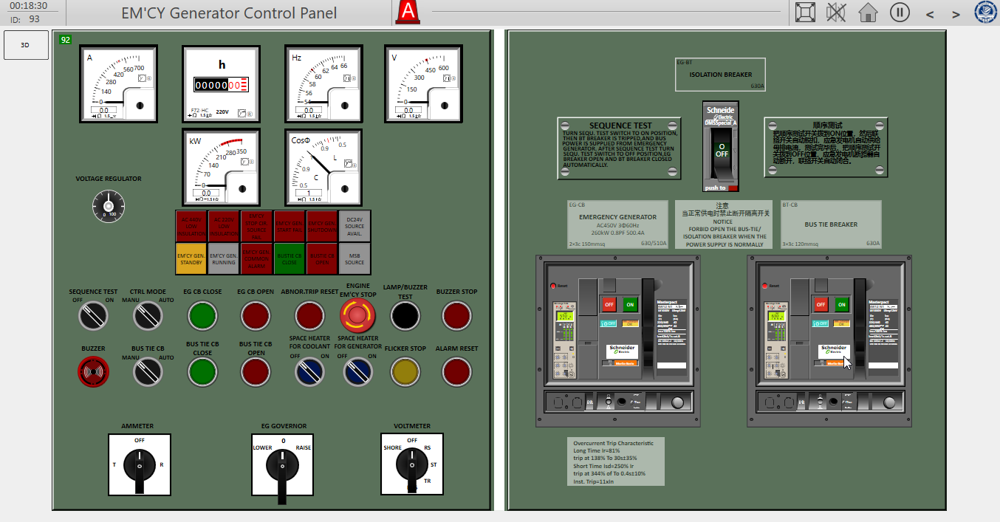 00:18:30
ID: 93
EM'CY Generator Control Panel
A
3D
92
A
140
280
420
560
700
0
0.0
h
00000
00
F72-HC
220V
Hz
54
56
58
60
62
64
66
0.0
V
0
150
300
450
600
0.0
kW
0
70
140
210
280
350
0.0
CosΦ
0.5
0.9
1
0.9
0.5
L
C
1
VOLTAGE REGULATOR
0 100
AC 440V
LOW
INSULATION
AC 220V
LOW
INSULATION
EM'CY
STOP CIR.
SOURCE
FAIL
EM'CY GEN.
START FAIL
EM'CY GEN.
SHUTDOWN
DC24V
SOURCE
AVAIL.
EM'CY GEN.
STANDBY
EM'CY GEN.
RUNNING
EM'CY GEN.
COMMON
ALARM
BUSTIE CB
CLOSE
BUSTIE CB
OPEN
MSB
SOURCE
SEQUENCE TEST
OFF ON
CTRL MODE
MANU AUTO
EG CB CLOSE
EG CB OPEN
ABNOR.TRIP RESET
ENGINE
EM'CY STOP
LAMP/BUZZER
TEST
BUZZER STOP
BUZZER
BUS TIE CB
MANU AUTO
BUS TIE CB
CLOSE
BUS TIE CB
OPEN
SPACE HEATER
FOR COOLANT
OFF ON
SPACE HEATER
FOR GENERATOR
OFF ON
FLICKER STOP
ALARM RESET
AMMETER
OFF
T R
EG GOVERNOR
0
LOWER RAISE
VOLTMETER
OFF
SHORE RS
ST
TR
EG-BT
ISOLATION BREAKER
630A
SEQUENCE TEST
TURN SEQU. TEST SWITCH TO ON POSITION,
THEN BT BREAKER IS TRIPPED,AND BUS
POWER IS SUPPLIED FROM EMERGENCY
GENERATOR. AFTER SEQUENCE TEST TURN
SEQU. TEST SWITCH TO OFF POSITION,EG
BREAKER OPEN AND BT BREAKER CLOSED
AUTOMATICALLY.
Schneide
Electric
DMSSpecial A
O
OFF
push to
顺序测试
把顺序测试开关拨到ON位置，然后联
络开关自动脱扣，应急发电机自动供给
母排电流，测试完毕后，把顺序测试开
关拨到OFF位置，应急发电机断路器自
动断开，联络开关自动闭合。
EG-CB
EMERGENCY GENERATOR
AC450V 3Φ60Hz
260kW 0.8PF 500.4A
2×3c 150mmsq 630/510A
注意
当正常供电时禁止断开隔离开关
NOTICE
FORBID OPEN THE BUS-TIE/
ISOLATION BREAKER WHEN THE
POWER SUPPLY IS NORMALLY
BT-CB
BUS TIE BREAKER
3×3c 120mmsq 630A
Reset
OFF ON
Masterpact
O OFF
OK
Schneider
Electric
Reset
OFF ON
Masterpact
O OFF
OK
Schneider
Electric
Overcurrent Trip Characteristic
Long Time Ir=81%
trip at 138% To 30s±35%
Short Time Isd=250% Ir
trip at 344% of To 0.4s±10%
Inst. Trip=11xIn